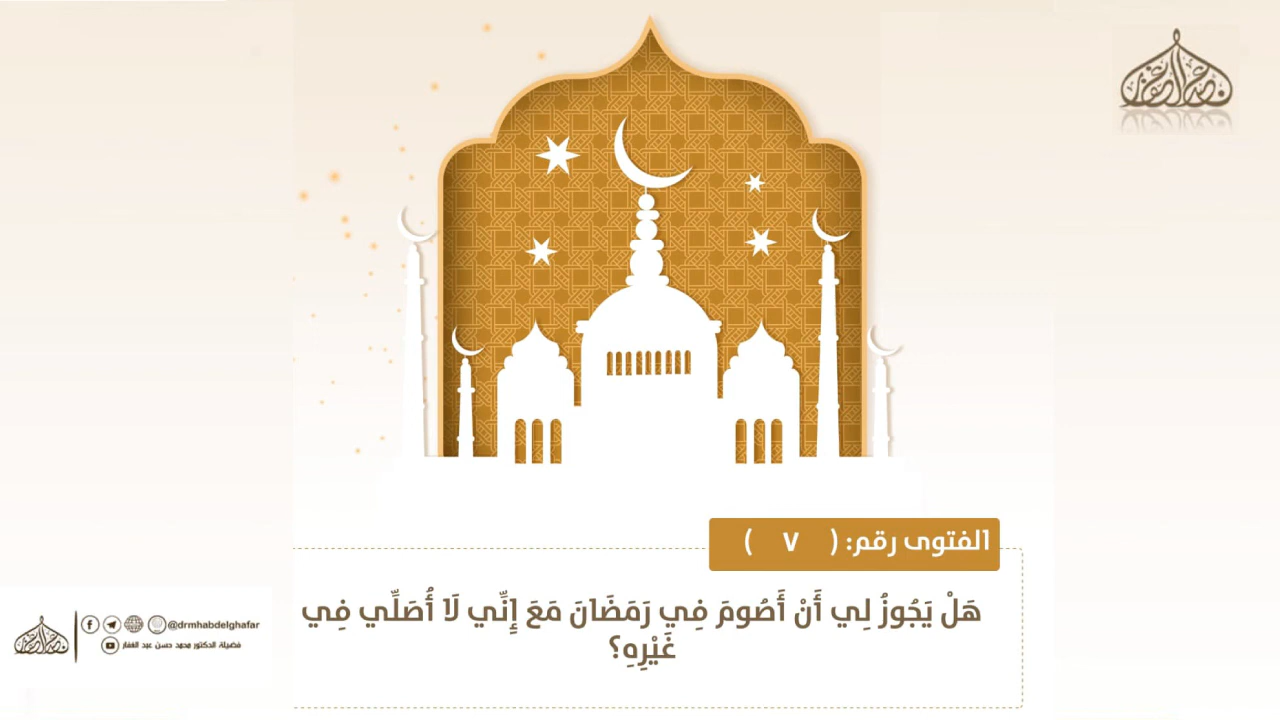 الفتوى رقم: ( ٧ )
هَلْ يَجُوزُ لِي أَنْ أَصُومَ فِي رَمَضَانَ مَعَ إِنِّي لَا أُصَلِّي فِي
غَيْرِهِ؟
@drmhabdelghafar
فضيلة الدكتور محمد حسن عبد الغفار